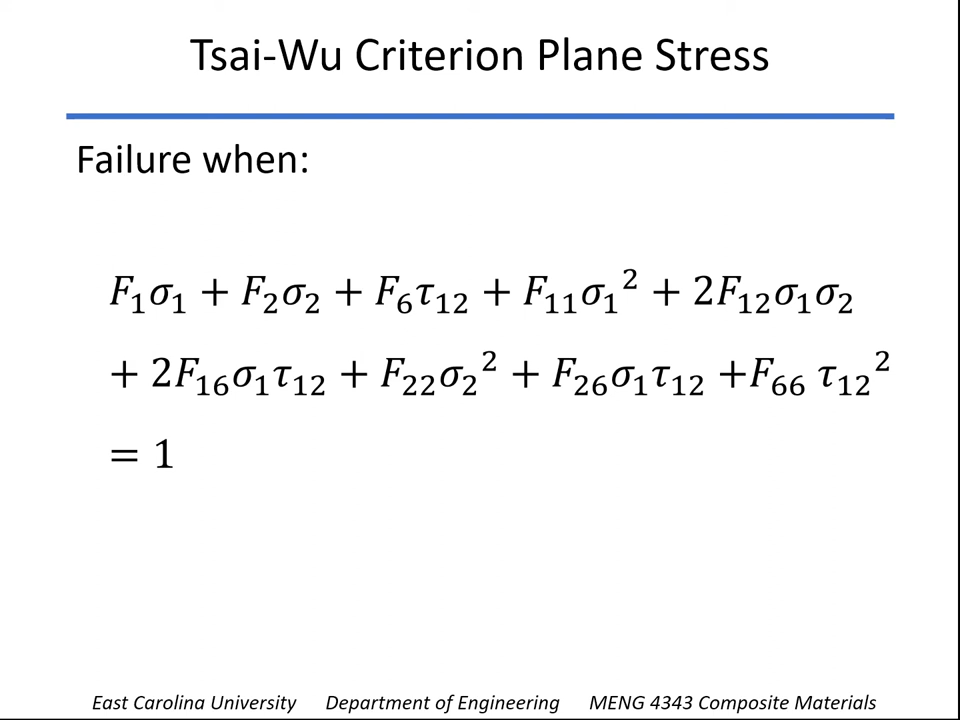 Tsai-Wu Criterion Plane Stress
Failure when:
F₁σ₁ + F₂σ₂ + F₆τ₁₂ + F₁₁σ₁² + 2F₁₂σ₁σ₂
+ 2F₁₆σ₁τ₁₂ + F₂₂σ₂² + F₂₆σ₁τ₁₂ +F₆₆ τ₁₂²
= 1
East Carolina University Department of Engineering MENG 4343 Composite Materials